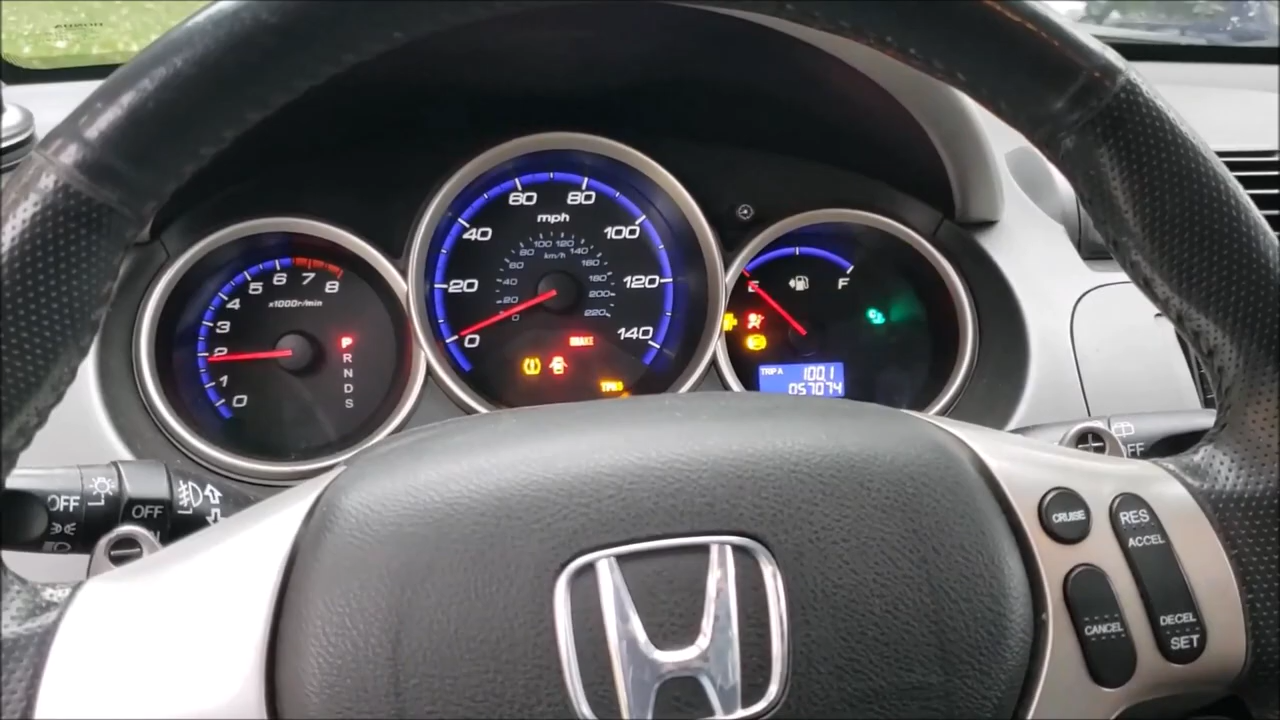 60 80
mph
40 100
100 120
80 140
km/h
60 160
20 120
40 180
20 200
0 220
0 140
BRAKE
TPMS
5 6 7 8
4
x1000r/min
3
2
1
0
P
R
N
D
S
E F
TRIP A 100.1
057074
OFF
OFF
OFF
CRUISE
RES
ACCEL
CANCEL
DECEL
SET